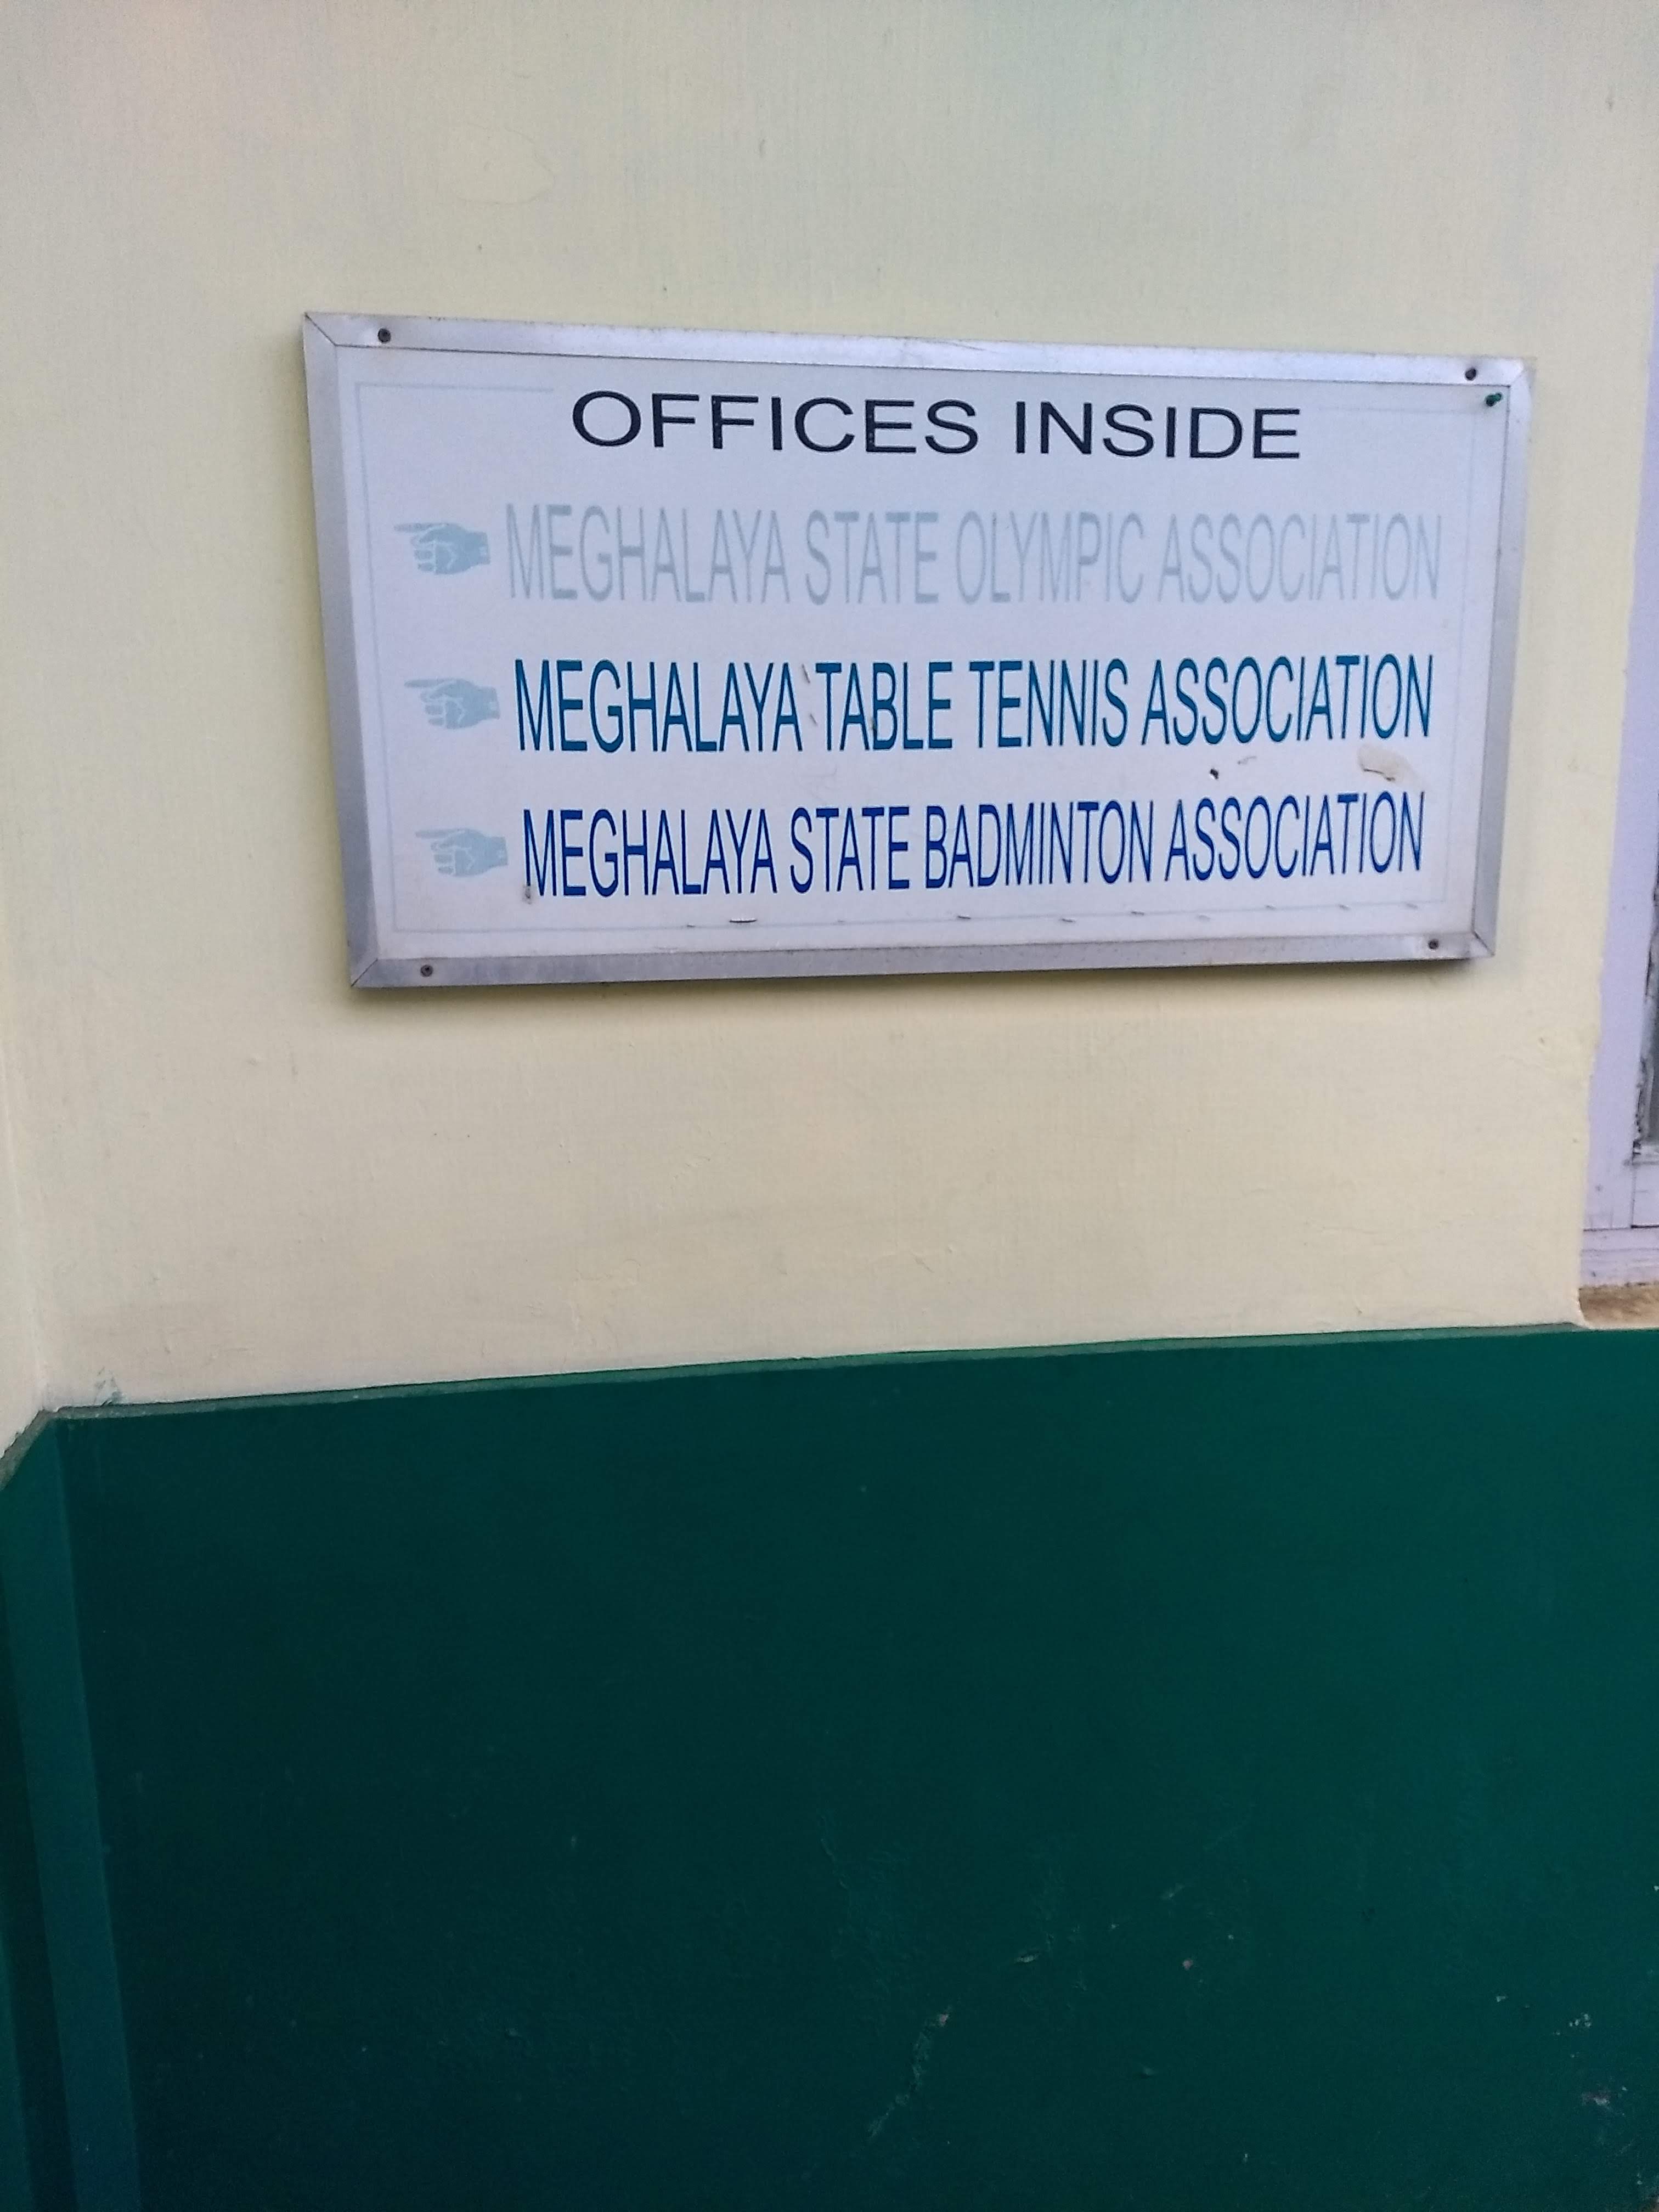 OFFICES INSIDE
MEGHALAYA STATE OLYMPIC ASSOCIATION
MEGHALAYA TABLE TENNIS ASSOCIATION
MEGHALAYA STATE BADMINTON ASSOCIATION